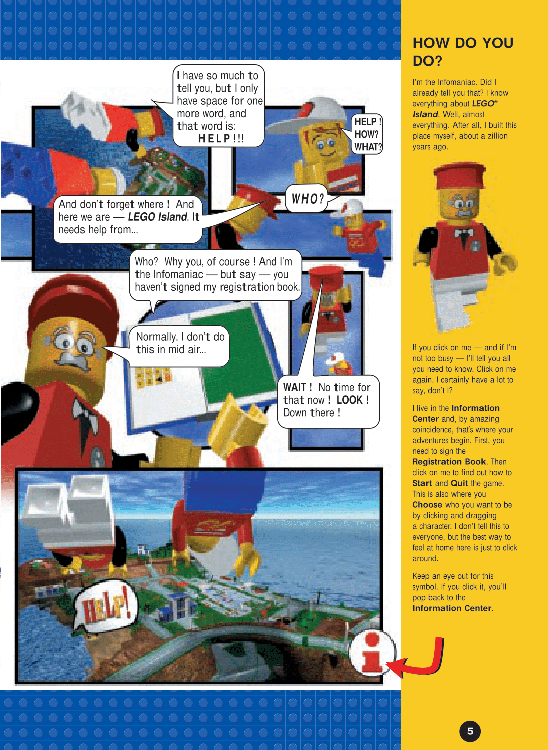 I have so much to
tell you, but I only
have space for one
more word, and
that word is:
HELP!!!
HELP!
HOW?
WHAT?
WHO?
And don't forget where ! And
here we are — LEGO Island. It
needs help from...
Who? Why you, of course ! And I'm
the Infomaniac — but say — you
haven't signed my registration book.
Normally, I don't do
this in mid air...
WAIT ! No time for
that now ! LOOK !
Down there !
HELP!
i
HOW DO YOU
DO?
I'm the Infomaniac. Did I
already tell you that? I know
everything about LEGO®
Island. Well, almost
everything. After all, I built this
place myself, about a zillion
years ago.
If you click on me — and if I'm
not too busy — I'll tell you all
you need to know. Click on me
again. I certainly have a lot to
say, don't I?
I live in the Information
Center and, by amazing
coincidence, that's where your
adventures begin. First, you
need to sign the
Registration Book. Then
click on me to find out how to
Start and Quit the game.
This is also where you
Choose who you want to be
by clicking and dragging
a character. I don't tell this to
everyone, but the best way to
feel at home here is just to click
around.
Keep an eye out for this
symbol. If you click it, you'll
pop back to the
Information Center.
5